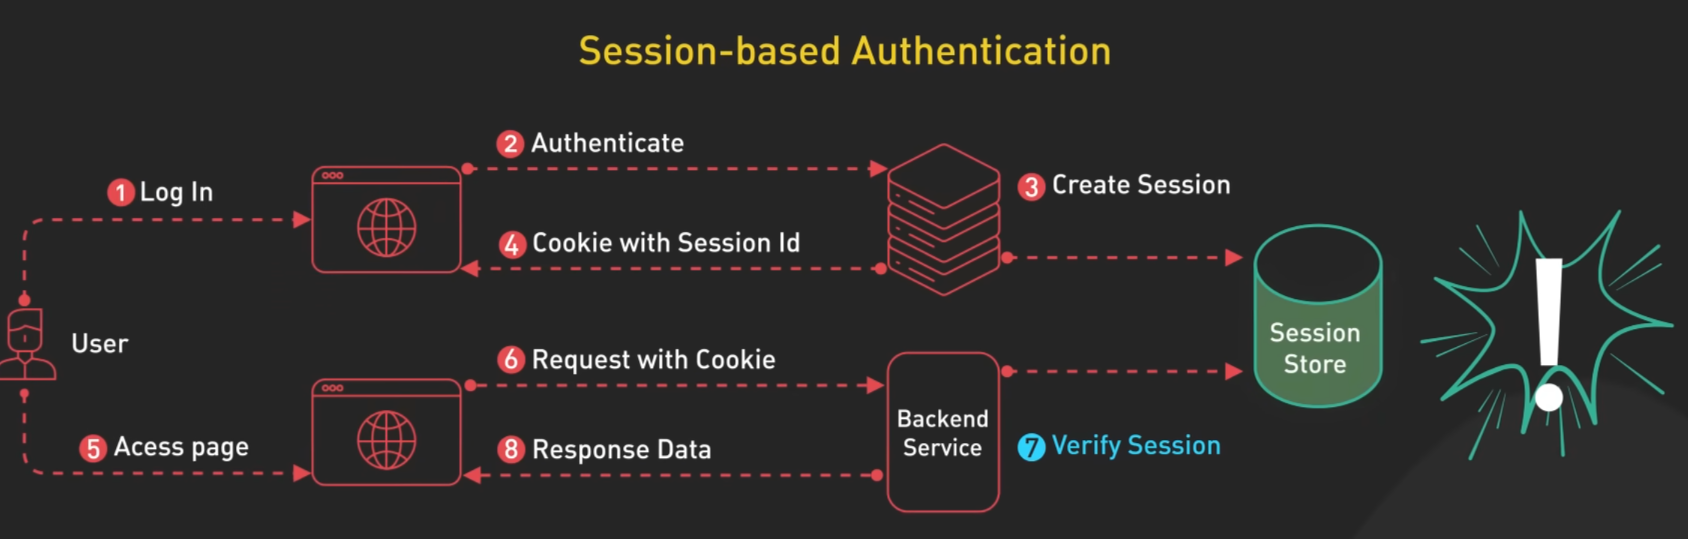 Session-based Authentication
1 Log In
2 Authenticate
3 Create Session
4 Cookie with Session Id
User
Session
Store
!
5 Acess page
6 Request with Cookie
Backend
Service
7 Verify Session
8 Response Data